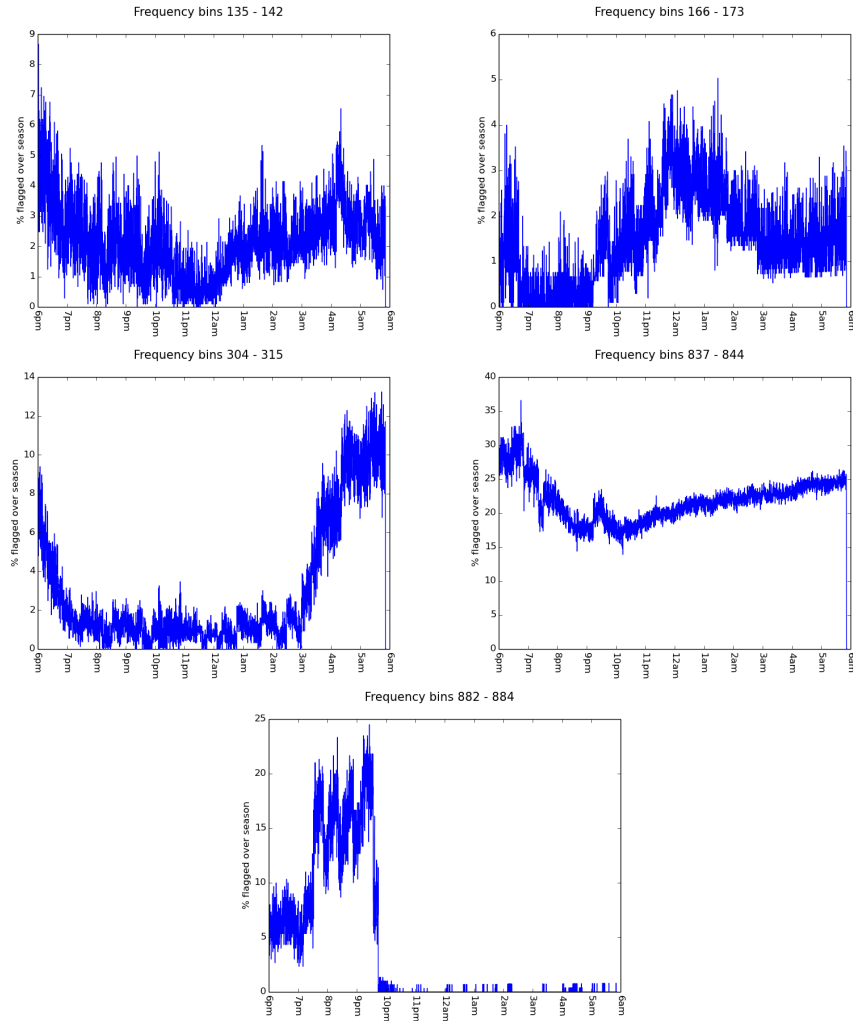 Frequency bins 135 - 142
% flagged over season
9
8
7
6
5
4
3
2
1
0
6pm 7pm 8pm 9pm 10pm 11pm 12am 1am 2am 3am 4am 5am 6am
Frequency bins 166 - 173
% flagged over season
6
5
4
3
2
1
0
6pm 7pm 8pm 9pm 10pm 11pm 12am 1am 2am 3am 4am 5am 6am
Frequency bins 304 - 315
% flagged over season
14
12
10
8
6
4
2
0
6pm 7pm 8pm 9pm 10pm 11pm 12am 1am 2am 3am 4am 5am 6am
Frequency bins 837 - 844
% flagged over season
40
35
30
25
20
15
10
5
0
6pm 7pm 8pm 9pm 10pm 11pm 12am 1am 2am 3am 4am 5am 6am
Frequency bins 882 - 884
% flagged over season
25
20
15
10
5
0
6pm 7pm 8pm 9pm 10pm 11pm 12am 1am 2am 3am 4am 5am 6am